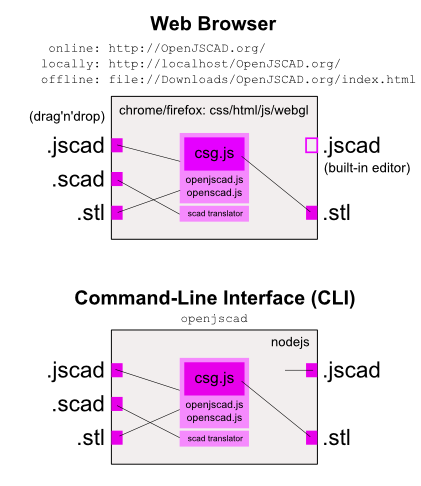 Web Browser
online: http://OpenJSCAD.org/
locally: http://localhost/OpenJSCAD.org/
offline: file://Downloads/OpenJSCAD.org/index.html
(drag'n'drop)
chrome/firefox: css/html/js/webgl
.jscad
csg.js
.jscad
(built-in editor)
.scad
openjscad.js
openscad.js
.stl
scad translator
.stl
Command-Line Interface (CLI)
openjscad
nodejs
.jscad
csg.js
.jscad
.scad
openjscad.js
openscad.js
.stl
scad translator
.stl